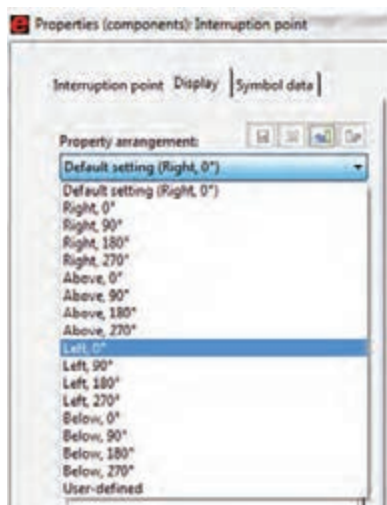 Properties (components): Interruption point
Interruption point Display Symbol data
Property arrangement:
Default setting (Right, 0°)
Default setting (Right, 0°)
Right, 0°
Right, 90°
Right, 180°
Right, 270°
Above, 0°
Above, 90°
Above, 180°
Above, 270°
Left, 0°
Left, 90°
Left, 180°
Left, 270°
Below, 0°
Below, 90°
Below, 180°
Below, 270°
User-defined